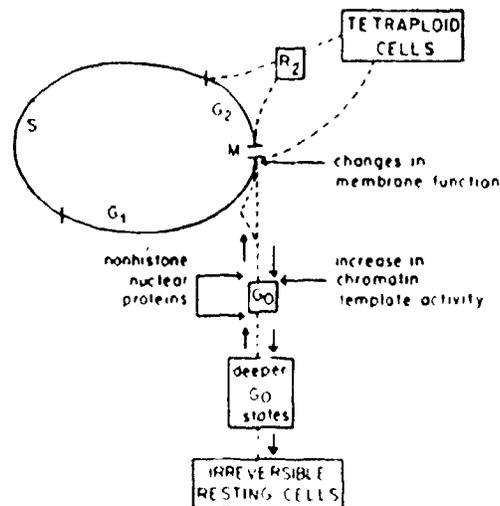 TETRAPLOID
CELLS
R2
G2
S
M
changes in
membrane function
G1
nonhistone
nuclear
proteins
increase in
chromatin
template activity
G0
deeper
G0
states
IRREVERSIBLE
RESTING CELLS